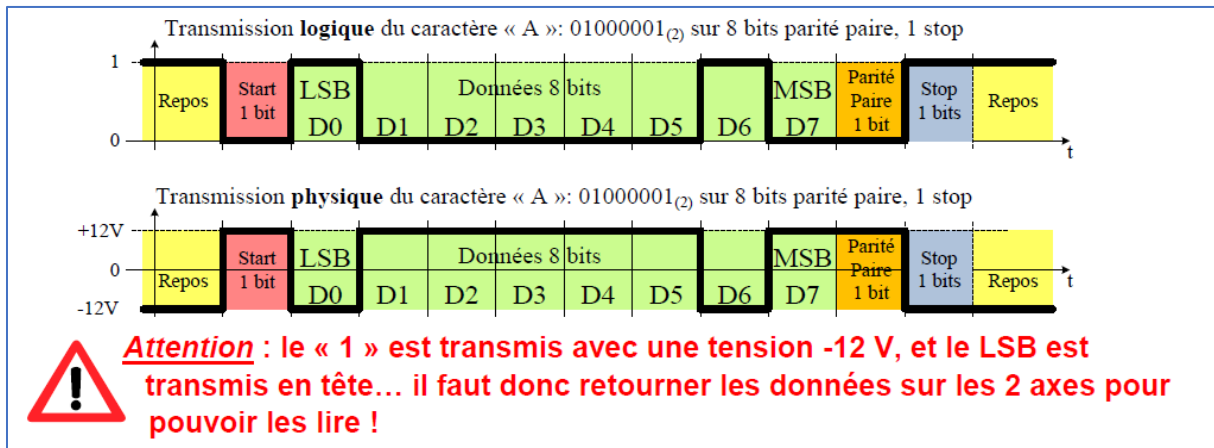 Transmission logique du caractère « A »: 01000001(2) sur 8 bits parité paire, 1 stop
1
0
Repos
Start
1 bit
LSB
D0
Données 8 bits
D1
D2
D3
D4
D5
D6
MSB
D7
Parité
Paire
1 bit
Stop
1 bits
Repos
t
Transmission physique du caractère « A »: 01000001(2) sur 8 bits parité paire, 1 stop
+12V
0
-12V
Repos
Start
1 bit
LSB
D0
Données 8 bits
D1
D2
D3
D4
D5
D6
MSB
D7
Parité
Paire
1 bit
Stop
1 bits
Repos
t
Attention : le « 1 » est transmis avec une tension -12 V, et le LSB est
transmis en tête… il faut donc retourner les données sur les 2 axes pour
pouvoir les lire !